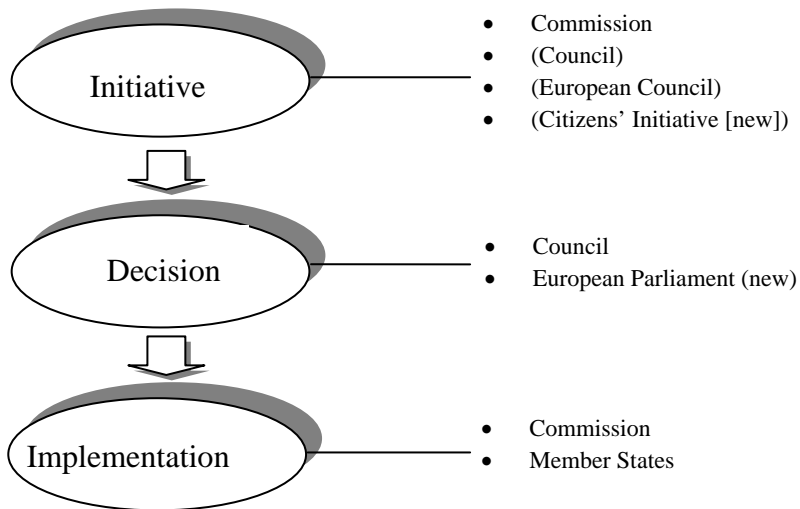 Initiative
• Commission
• (Council)
• (European Council)
• (Citizens’ Initiative [new])
Decision
• Council
• European Parliament (new)
Implementation
• Commission
• Member States